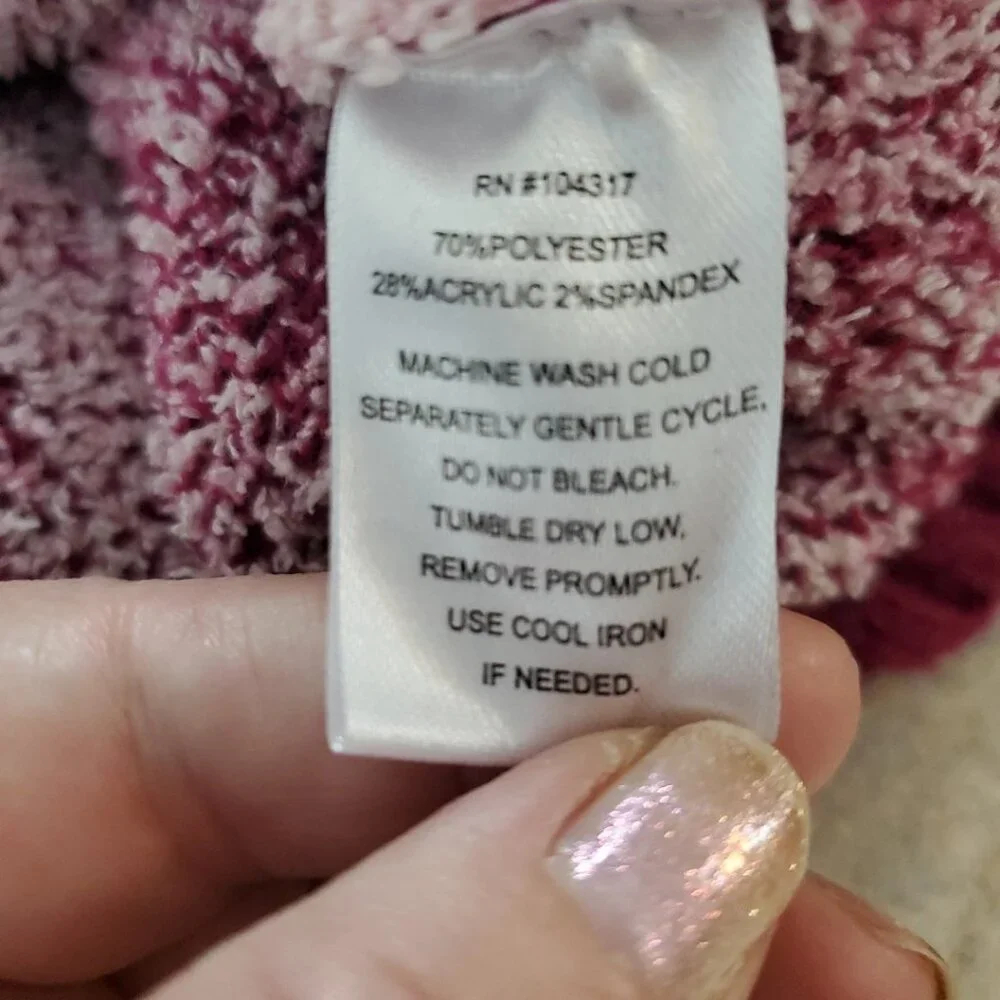 RN #104317
70%POLYESTER
28%ACRYLIC 2%SPANDEX
MACHINE WASH COLD
SEPARATELY GENTLE CYCLE,
DO NOT BLEACH.
TUMBLE DRY LOW,
REMOVE PROMPTLY.
USE COOL IRON
IF NEEDED.